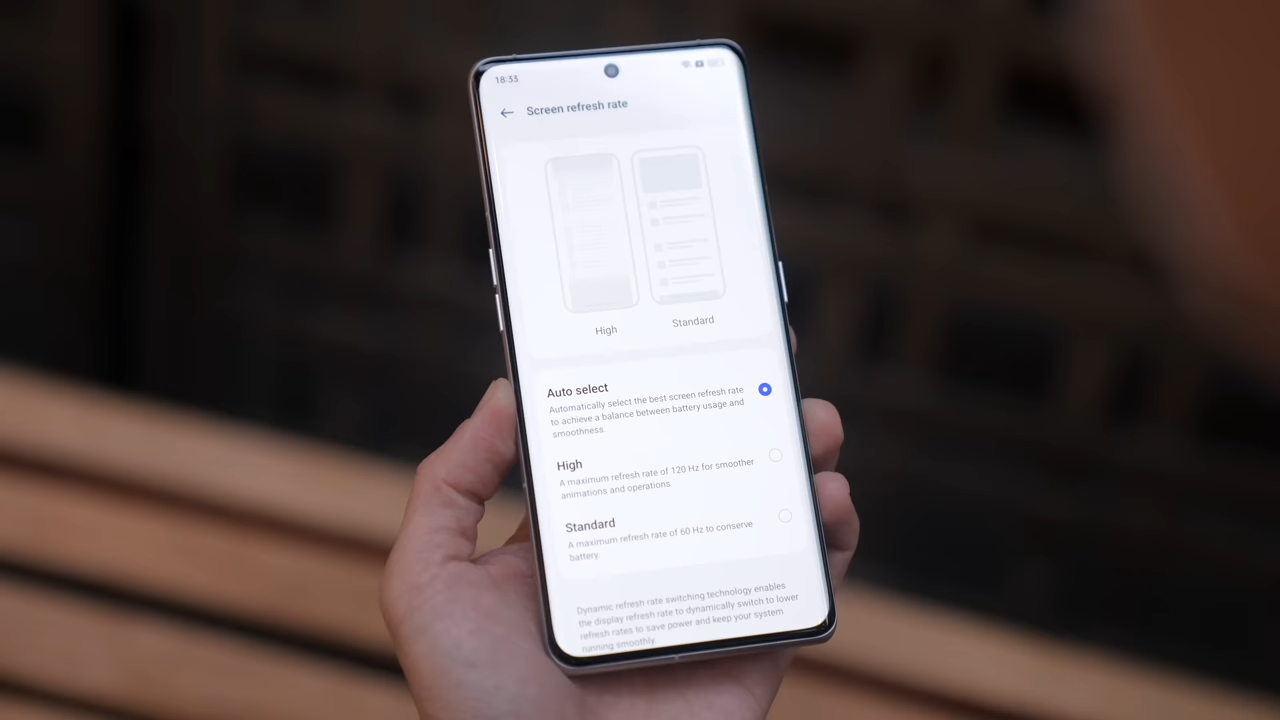 18:33
Screen refresh rate
High
Standard
Auto select
Automatically select the best screen refresh rate
to achieve a balance between battery usage and
smoothness.
High
A maximum refresh rate of 120 Hz for smoother
animations and operations
Standard
A maximum refresh rate of 60 Hz to conserve
battery.
Dynamic refresh rate switching technology enables
the display refresh rate to dynamically switch to lower
refresh rates to save power and keep your system
running smoothly.